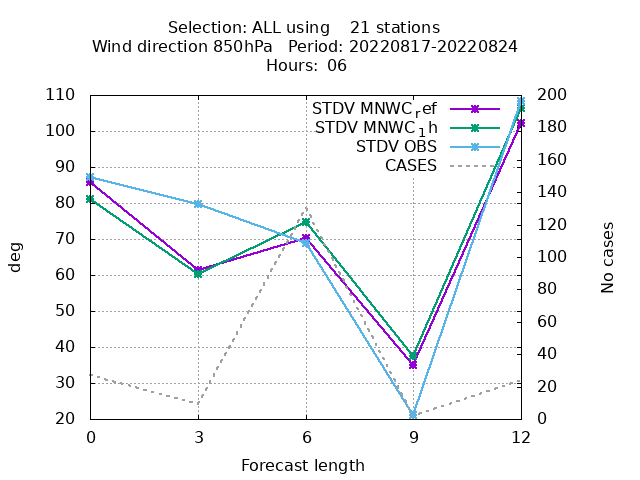 Selection: ALL using    21 stations
Wind direction 850hPa   Period: 20220817-20220824
Hours: 06
STDV MNWC_ref
STDV MNWC_1h
STDV OBS
CASES
110
100
90
80
70
60
50
40
30
20
200
180
160
140
120
100
80
60
40
20
0
deg
No cases
0 3 6 9 12
Forecast length